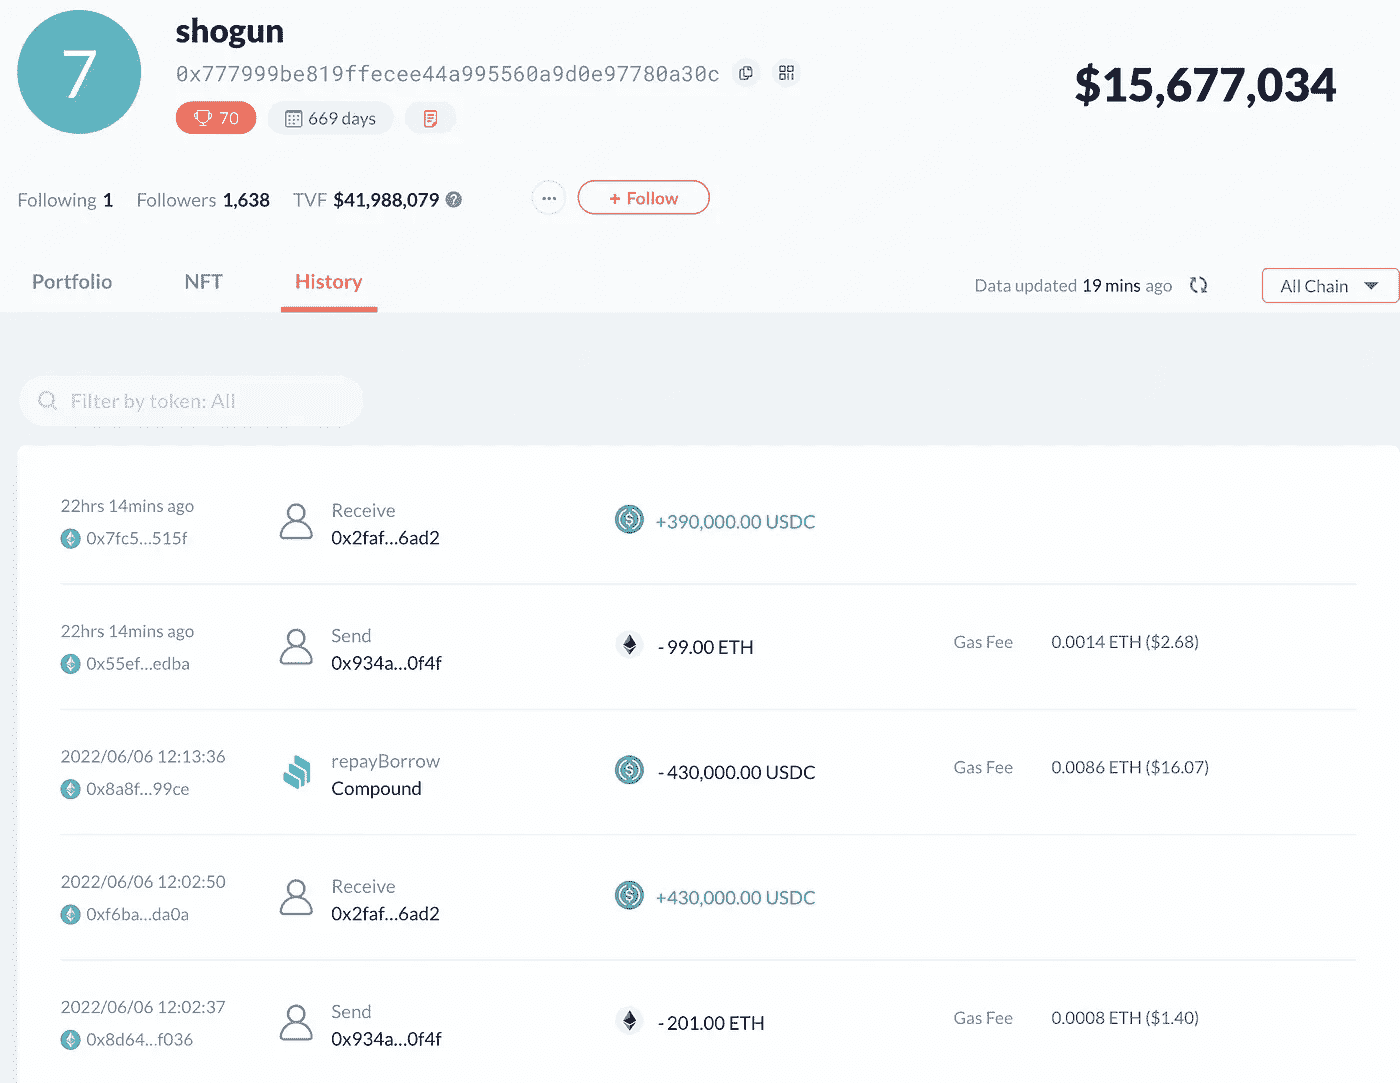 7
shogun
0x777999be819ffecee44a995560a9d0e97780a30c
$15,677,034
70
669 days
Following 1 Followers 1,638 TVF $41,988,079 ?
... + Follow
Portfolio NFT History
Data updated 19 mins ago
All Chain
Filter by token: All
22hrs 14mins ago
0x7fc5...515f
Receive
0x2faf...6ad2
+390,000.00 USDC
22hrs 14mins ago
0x55ef...edba
Send
0x934a...0f4f
- 99.00 ETH
Gas Fee 0.0014 ETH ($2.68)
2022/06/06 12:13:36
0x8a8f...99ce
repayBorrow
Compound
- 430,000.00 USDC
Gas Fee 0.0086 ETH ($16.07)
2022/06/06 12:02:50
0xf6ba...da0a
Receive
0x2faf...6ad2
+430,000.00 USDC
2022/06/06 12:02:37
0x8d64...f036
Send
0x934a...0f4f
- 201.00 ETH
Gas Fee 0.0008 ETH ($1.40)